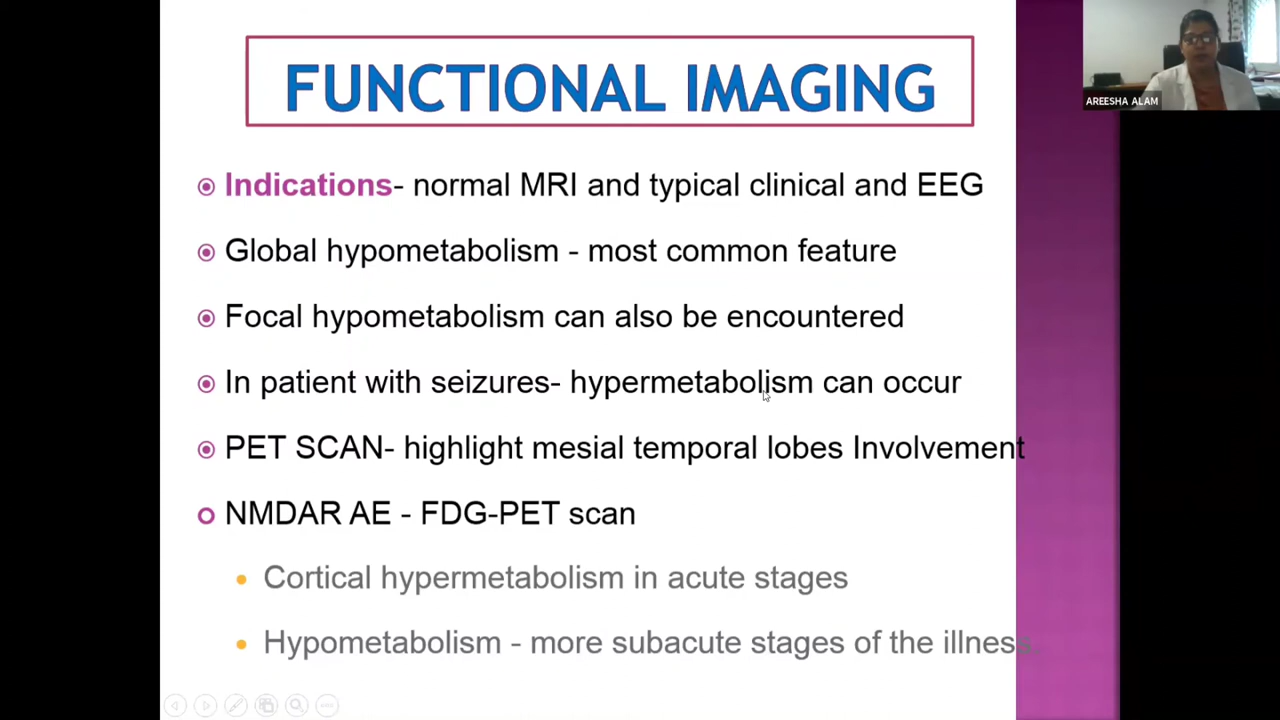 FUNCTIONAL IMAGING
AREESHA ALAM
Indications- normal MRI and typical clinical and EEG
Global hypometabolism - most common feature
Focal hypometabolism can also be encountered
In patient with seizures- hypermetabolism can occur
PET SCAN- highlight mesial temporal lobes Involvement
NMDAR AE - FDG-PET scan
Cortical hypermetabolism in acute stages
Hypometabolism - more subacute stages of the illness.